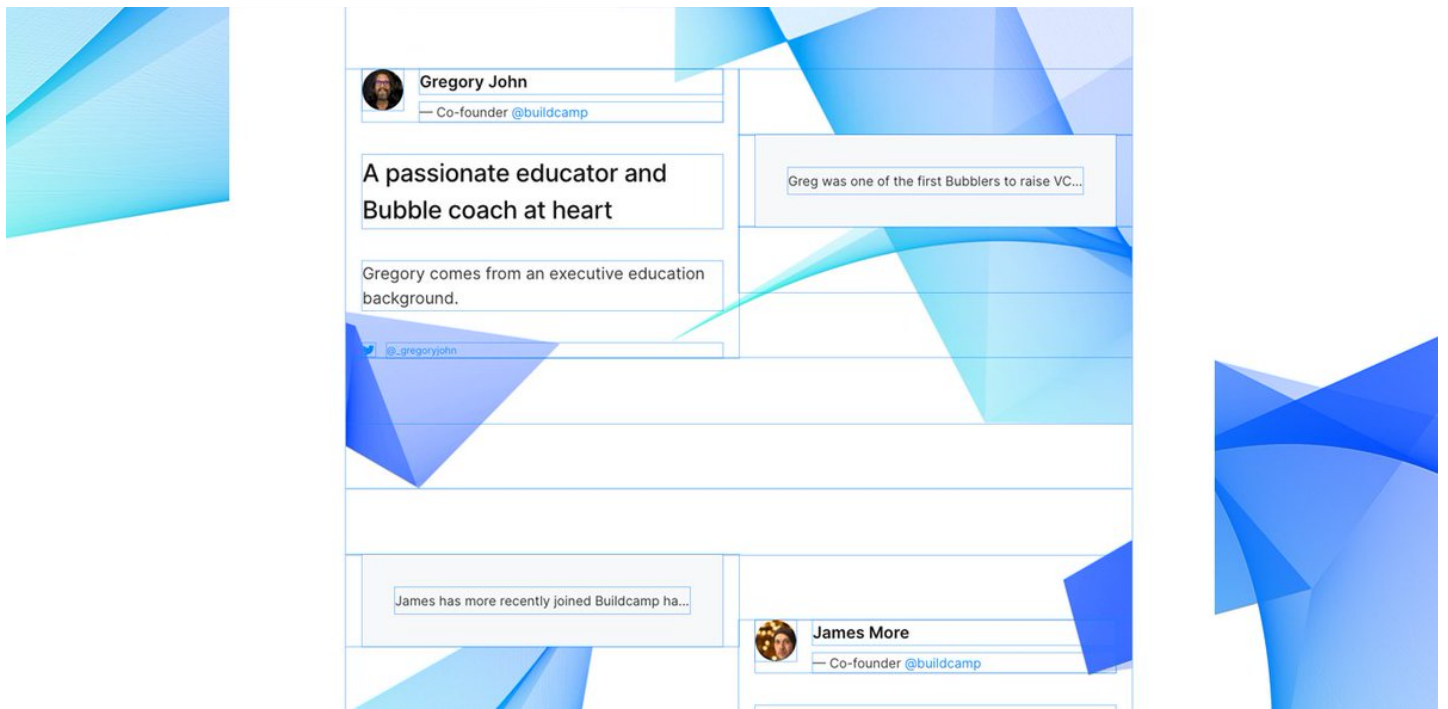 Gregory John
— Co-founder @buildcamp
A passionate educator and
Bubble coach at heart
Greg was one of the first Bubblers to raise VC...
Gregory comes from an executive education
background.
@_gregoryjohn
James has more recently joined Buildcamp ha...
James More
— Co-founder @buildcamp